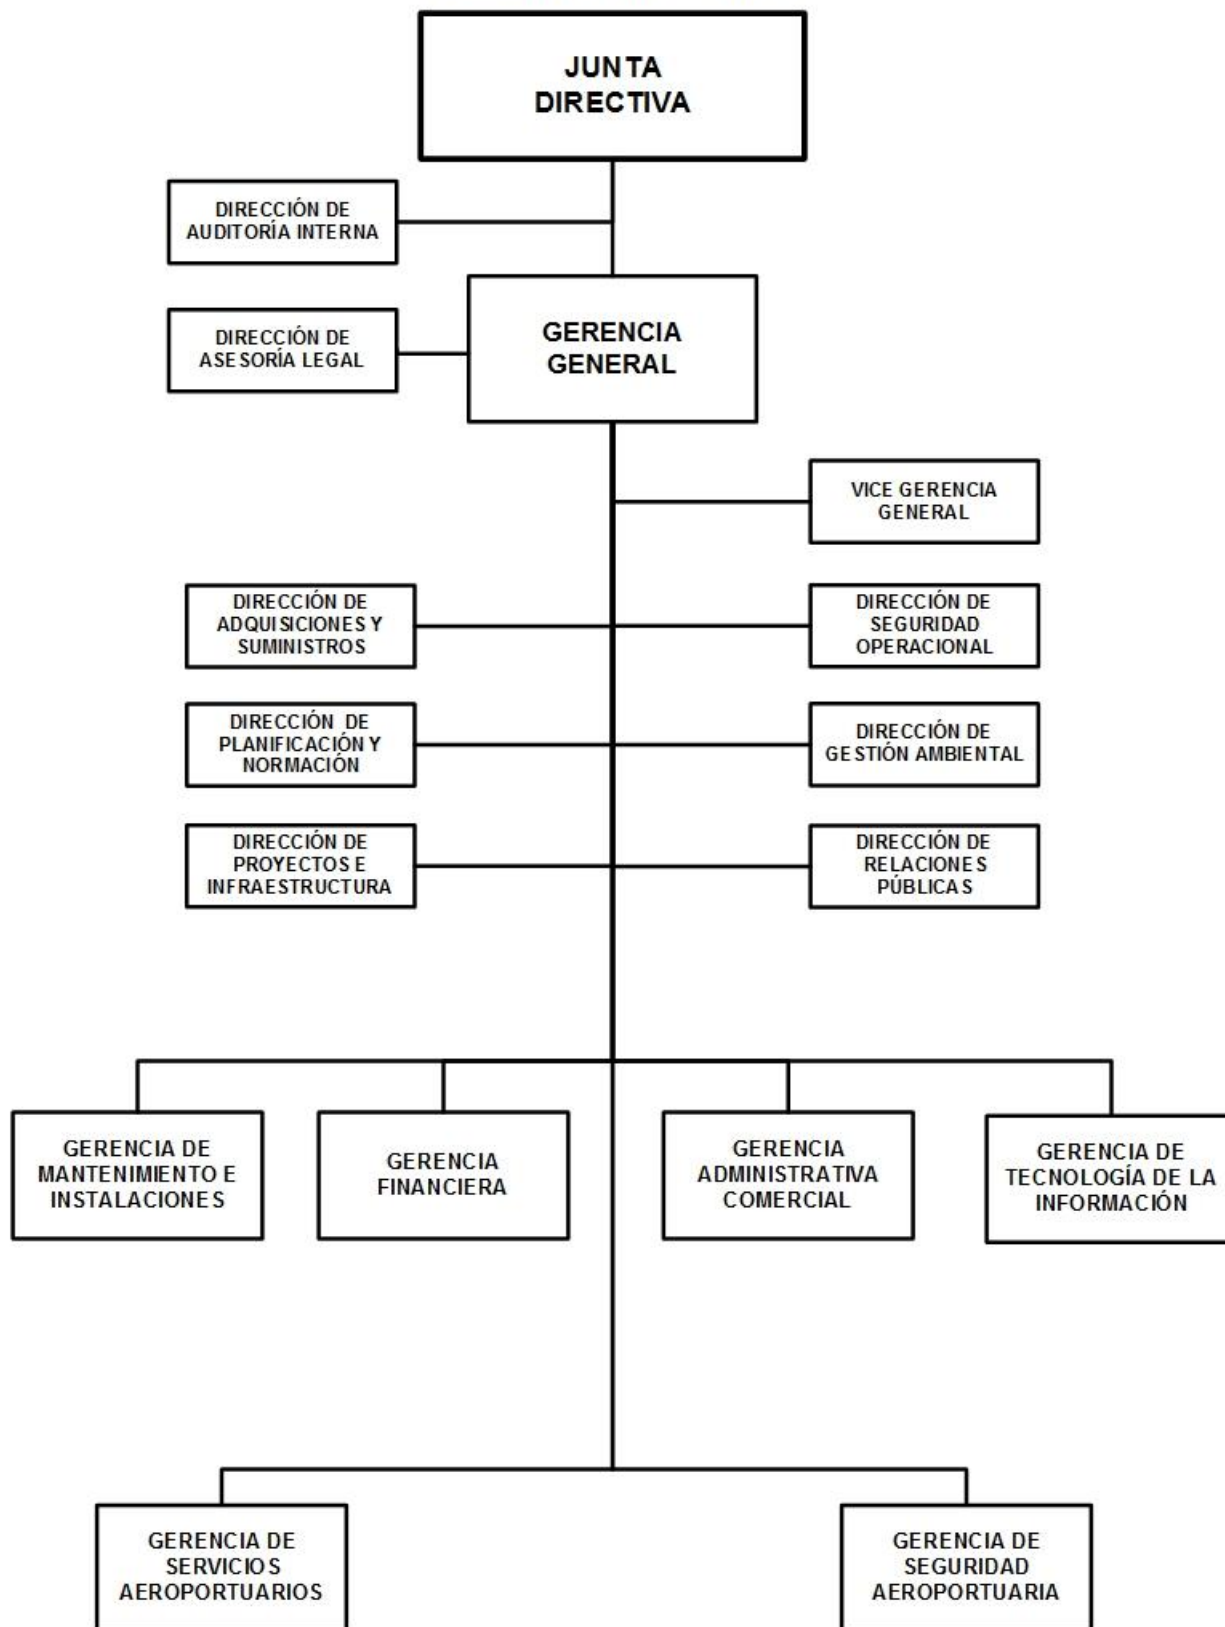 JUNTA
DIRECTIVA
DIRECCIÓN DE
AUDITORÍA INTERNA
DIRECCIÓN DE
ASESORÍA LEGAL
GERENCIA
GENERAL
VICE GERENCIA
GENERAL
DIRECCIÓN DE
ADQUISICIONES Y
SUMINISTROS
DIRECCIÓN DE
SEGURIDAD
OPERACIONAL
DIRECCIÓN DE
PLANIFICACIÓN Y
NORMACIÓN
DIRECCIÓN DE
GESTIÓN AMBIENTAL
DIRECCIÓN DE
PROYECTOS E
INFRAESTRUCTURA
DIRECCIÓN DE
RELACIONES
PÚBLICAS
GERENCIA DE
MANTENIMIENTO E
INSTALACIONES
GERENCIA
FINANCIERA
GERENCIA
ADMINISTRATIVA
COMERCIAL
GERENCIA DE
TECNOLOGÍA DE LA
INFORMACIÓN
GERENCIA DE
SERVICIOS
AEROPORTUARIOS
GERENCIA DE
SEGURIDAD
AEROPORTUARIA